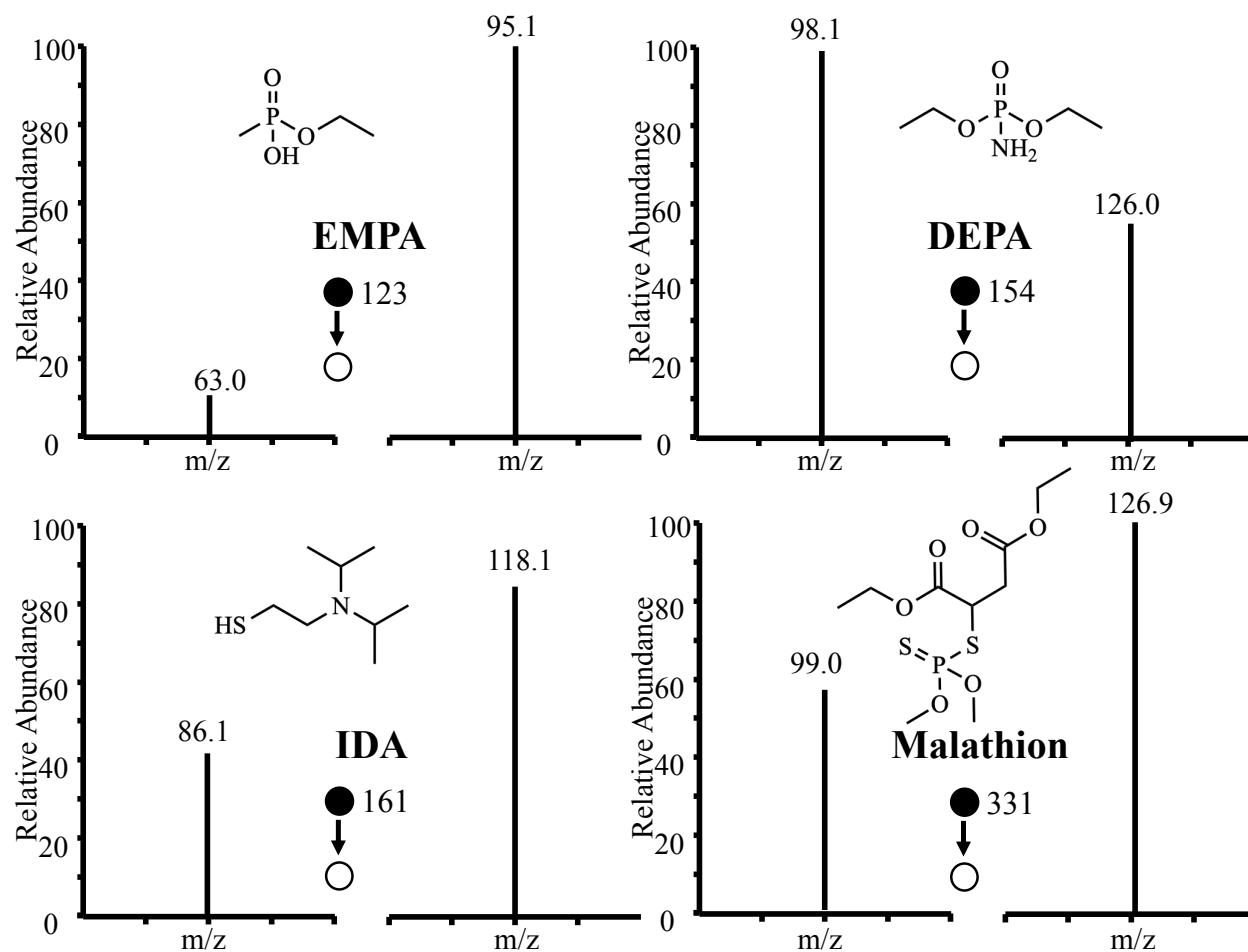 95.1
100
80
60
40
20
0
Relative Abundance
O
P
O
OH
EMPA
123
63.0
m/z
m/z
98.1
100
80
60
40
20
0
Relative Abundance
O
O
P
O
NH2
DEPA
154
126.0
m/z
m/z
100
80
60
40
20
0
Relative Abundance
118.1
HS
N
86.1
IDA
161
m/z
m/z
126.9
100
80
60
40
20
0
Relative Abundance
O
O
O
O
S
S
P
O
O
99.0
Malathion
331
m/z
m/z